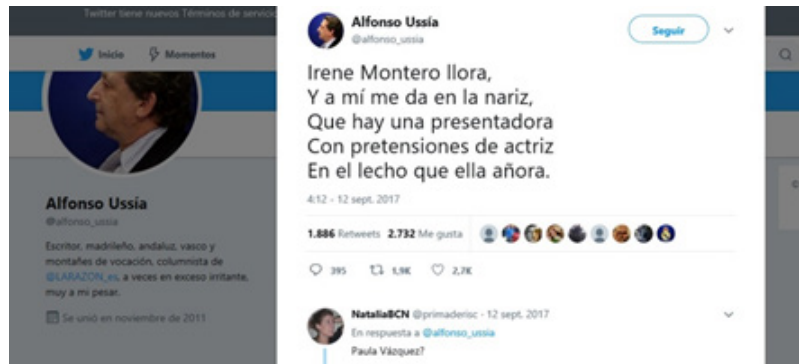 Twitter tiene nuevos Términos de servicio
Inicio
Momentos
Alfonso Ussía
@alfonso_ussia
Escritor, madrileño, andaluz, vasco y
montañes de vocación, columnista de
@LARAZON_es, a veces en exceso irritante,
muy a mi pesar.
Se unió en noviembre de 2011
Alfonso Ussía
@alfonso_ussia
Seguir
Irene Montero llora,
Y a mí me da en la nariz,
Que hay una presentadora
Con pretensiones de actriz
En el lecho que ella añora.
4:12 - 12 sept. 2017
1.886 Retweets 2.732 Me gusta
395 1,9K 2,7K
NataliaBCN @primaderisc · 12 sept. 2017
En respuesta a @alfonso_ussia
Paula Vázquez?